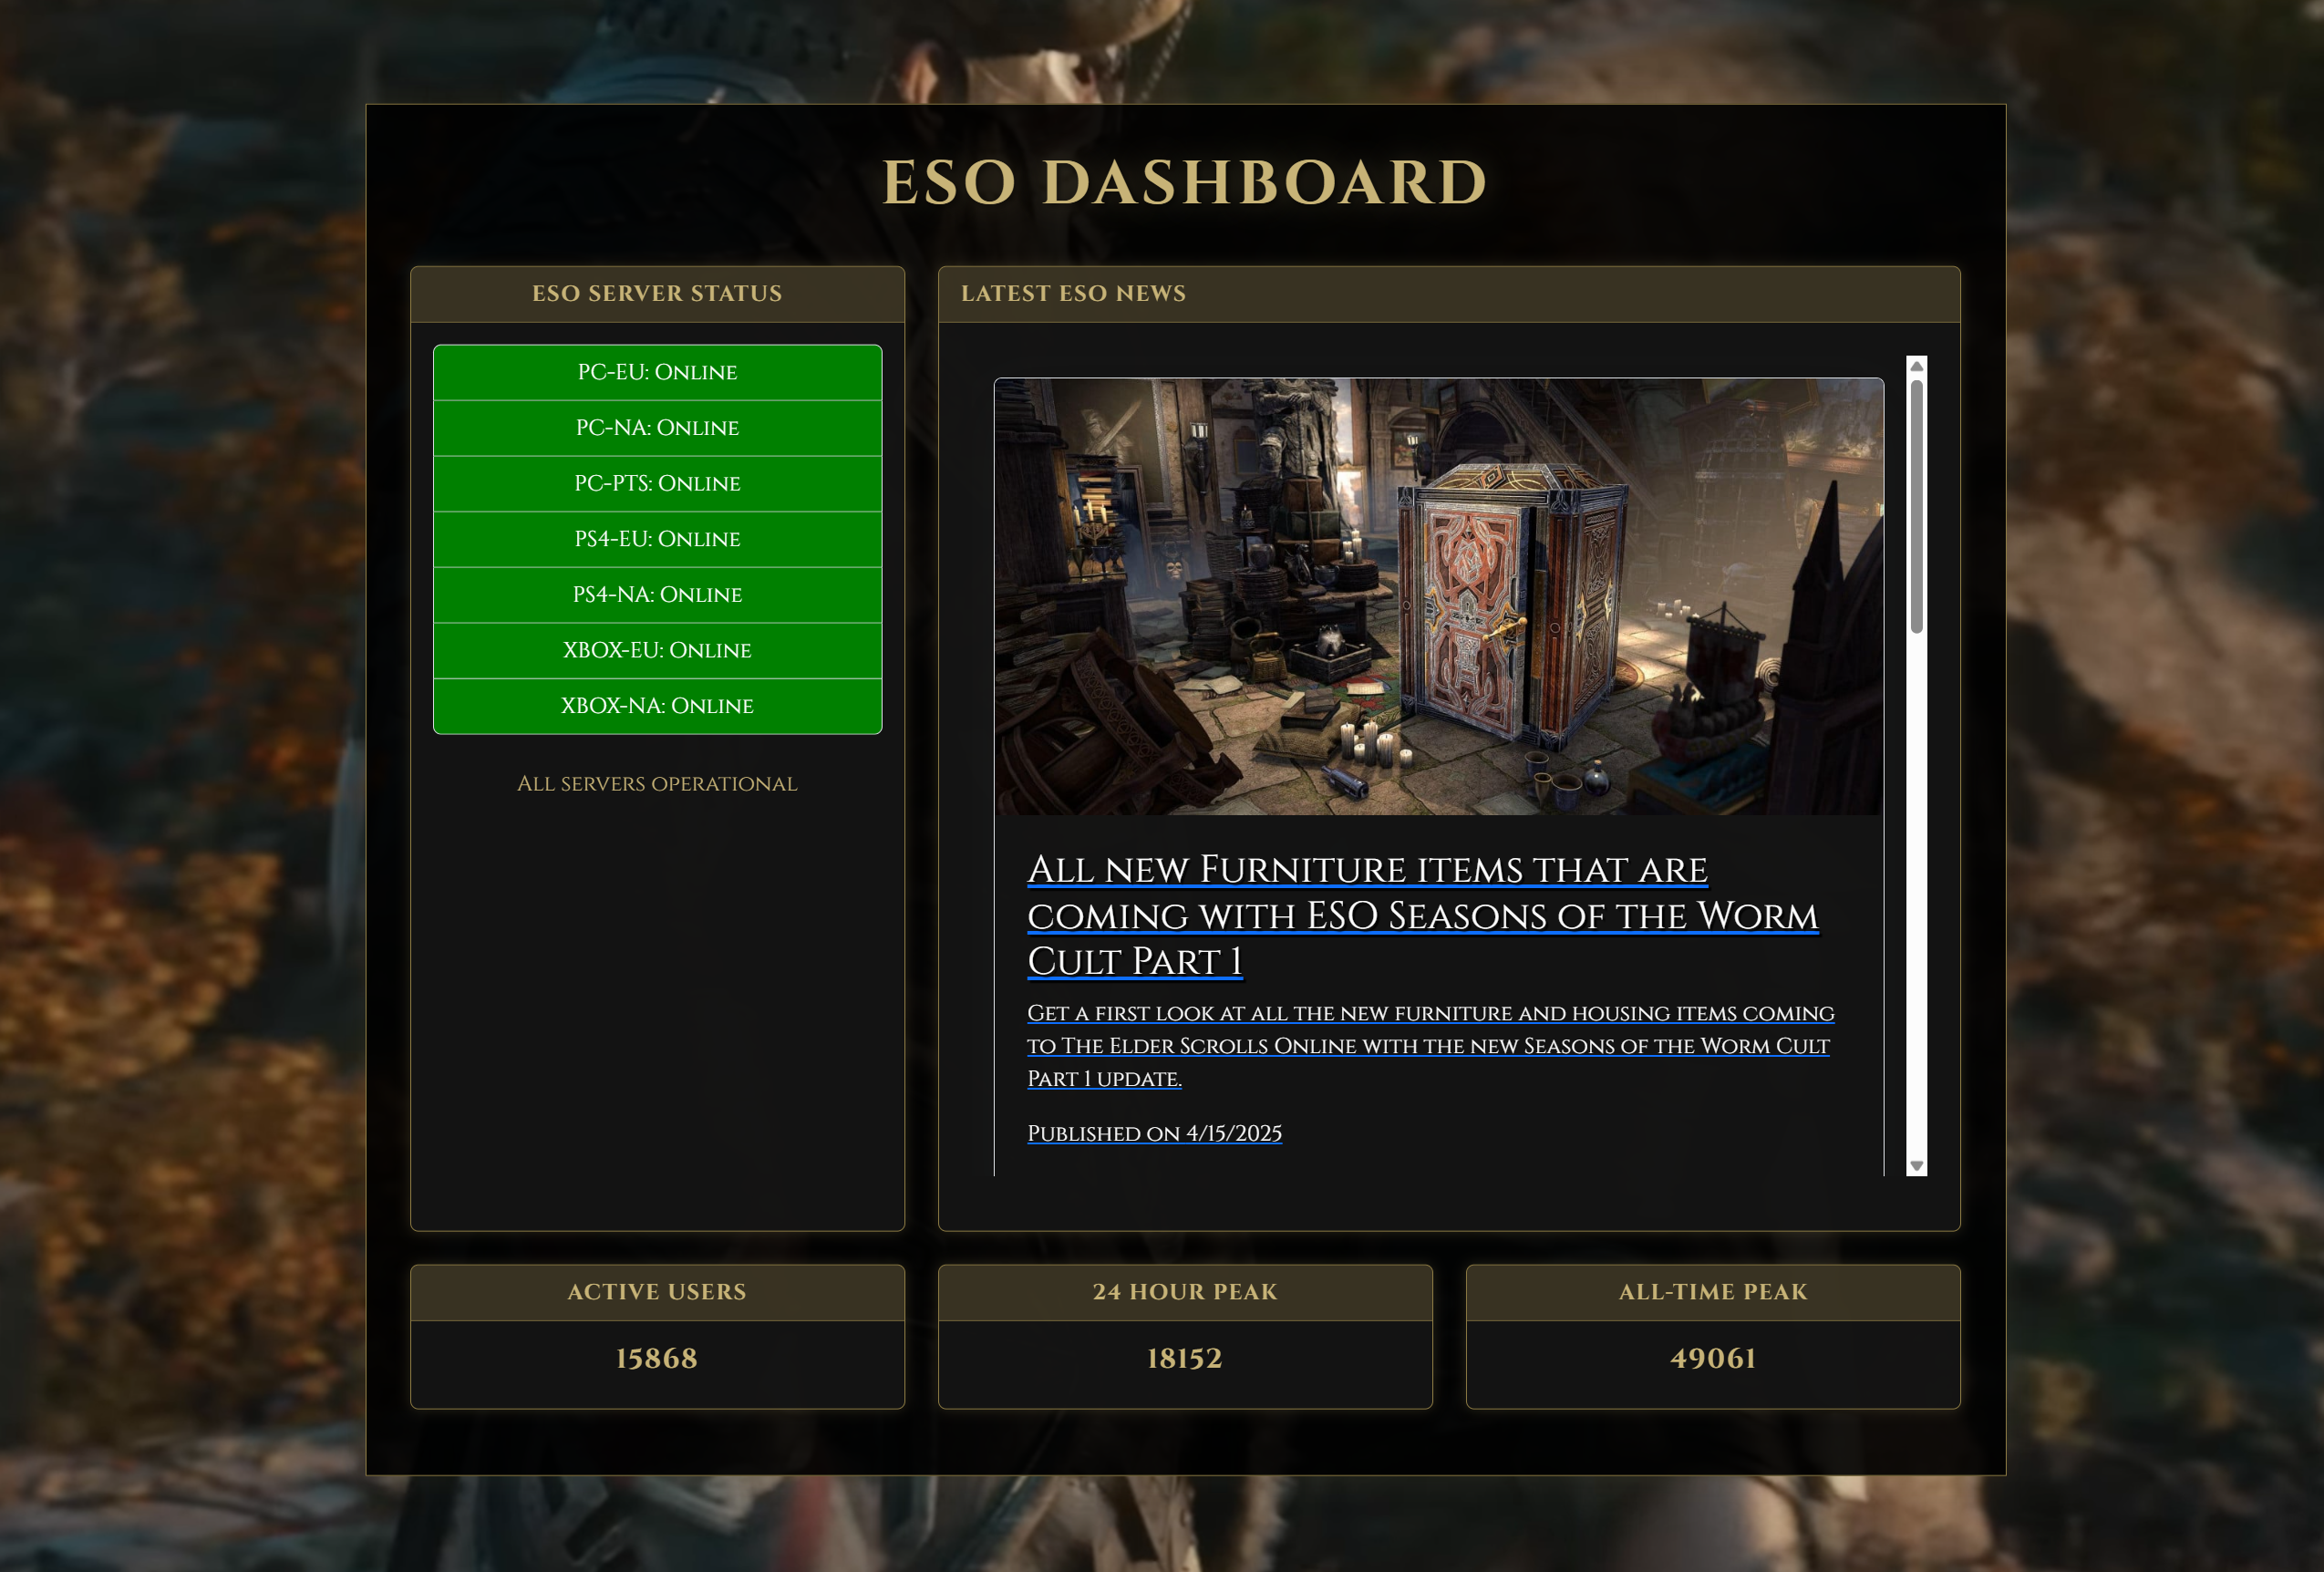 ESO DASHBOARD
ESO SERVER STATUS
PC-EU: Online
PC-NA: Online
PC-PTS: Online
PS4-EU: Online
PS4-NA: Online
XBOX-EU: Online
XBOX-NA: Online
All servers operational
LATEST ESO NEWS
All new Furniture items that are
coming with ESO Seasons of the Worm
Cult Part 1
Get a first look at all the new furniture and housing items coming
to The Elder Scrolls Online with the new Seasons of the Worm Cult
Part 1 update.
Published on 4/15/2025
ACTIVE USERS
15868
24 HOUR PEAK
18152
ALL-TIME PEAK
49061